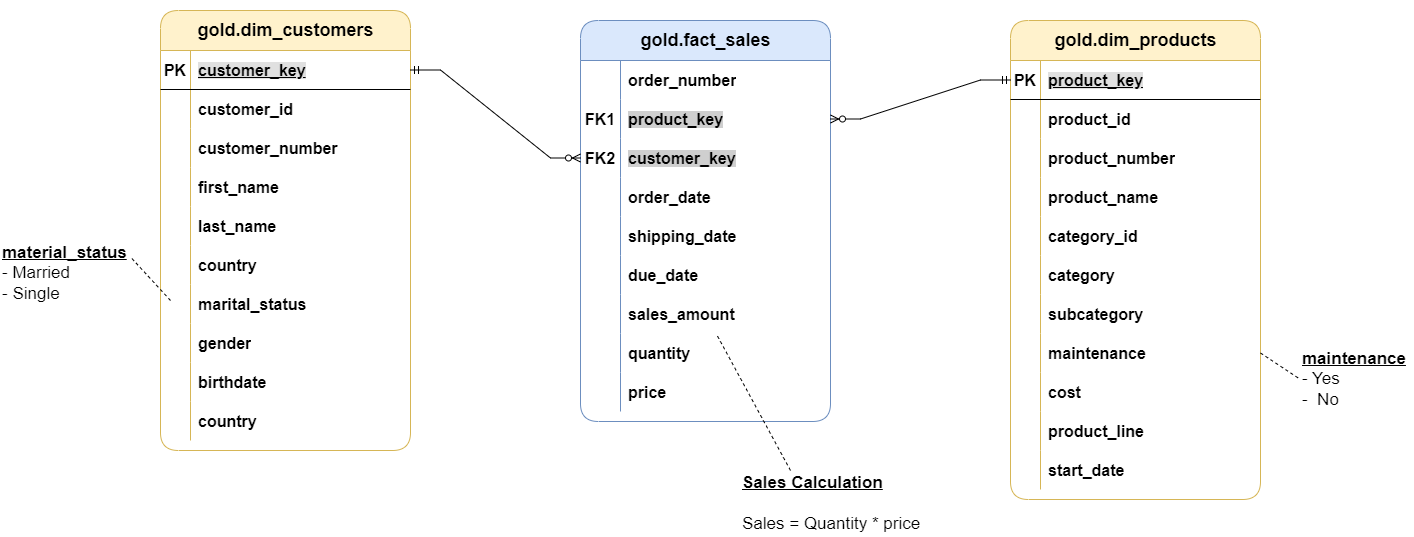 gold.dim_customers
PK customer_key
customer_id
customer_number
first_name
last_name
country
marital_status
gender
birthdate
country
material_status
- Married
- Single
gold.fact_sales
order_number
FK1 product_key
FK2 customer_key
order_date
shipping_date
due_date
sales_amount
quantity
price
Sales Calculation
Sales = Quantity * price
gold.dim_products
PK product_key
product_id
product_number
product_name
category_id
category
subcategory
maintenance
cost
product_line
start_date
maintenance
- Yes
- No